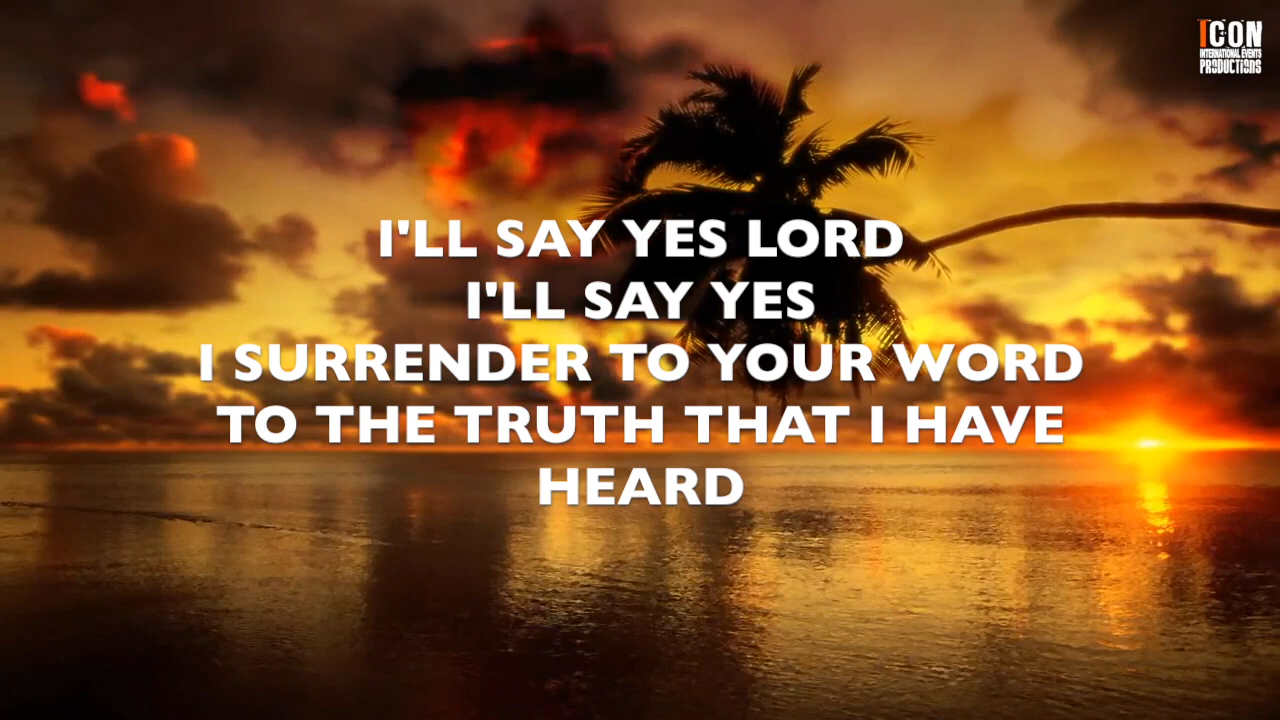 ICON
INTERNATIONAL EVENTS
PRODUCTIONS
I'LL SAY YES LORD
I'LL SAY YES
I SURRENDER TO YOUR WORD
TO THE TRUTH THAT I HAVE
HEARD